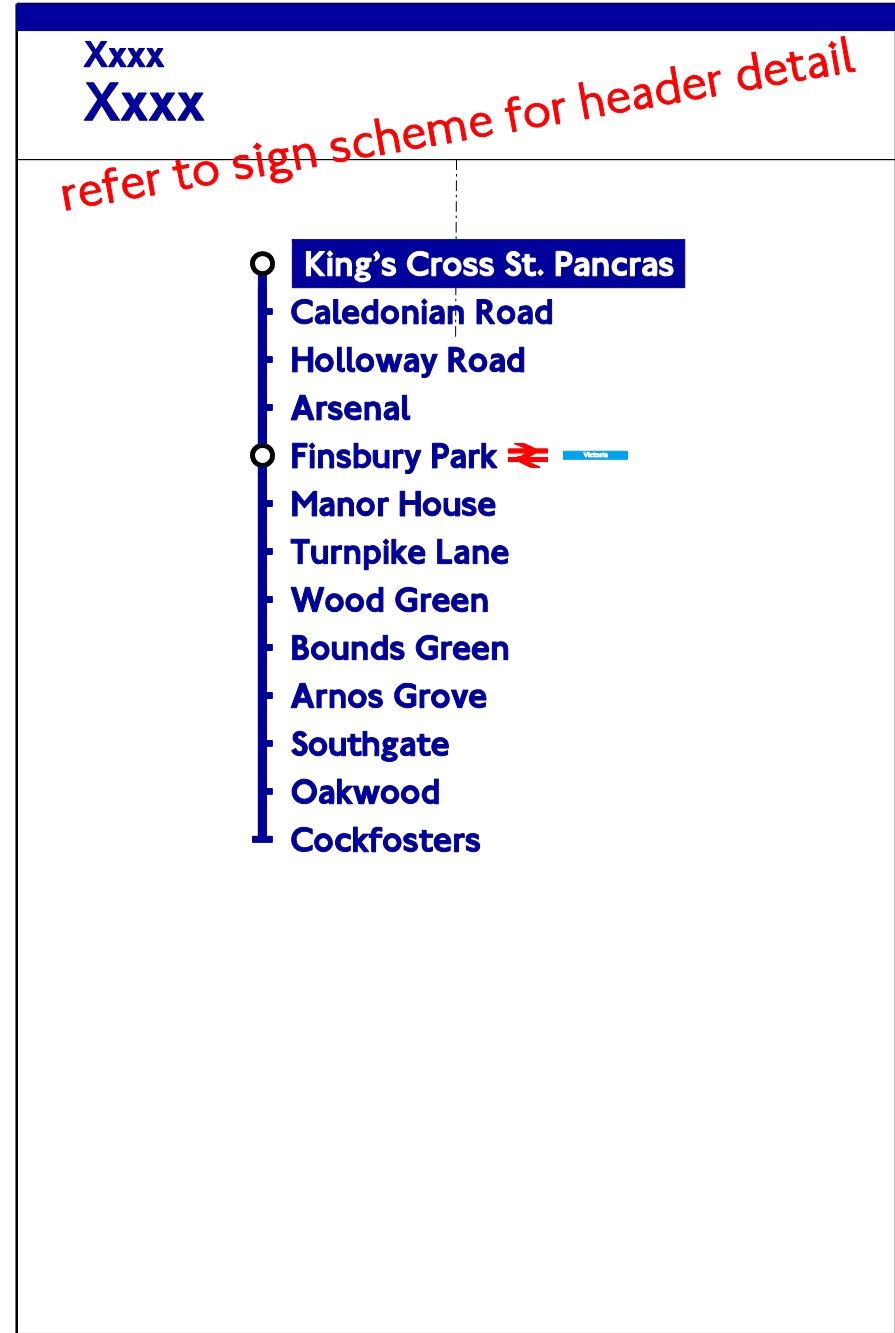 Xxxx
Xxxx
refer to sign scheme for header detail
King’s Cross St. Pancras
Caledonian Road
Holloway Road
Arsenal
Finsbury Park Victoria
Manor House
Turnpike Lane
Wood Green
Bounds Green
Arnos Grove
Southgate
Oakwood
Cockfosters